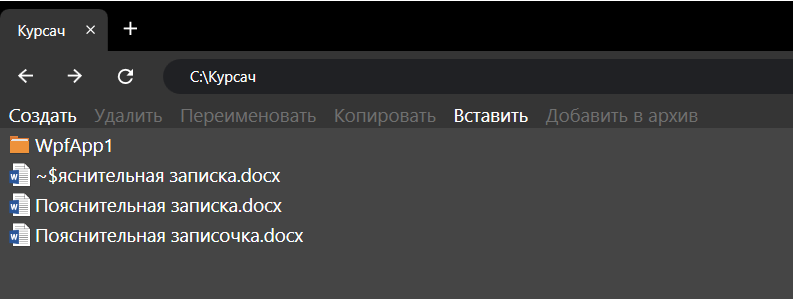 Курсач
C:\Курсач
Создать Удалить Переименовать Копировать Вставить Добавить в архив
WpfApp1
~$яснительная записка.docx
Пояснительная записка.docx
Пояснительная записочка.docx